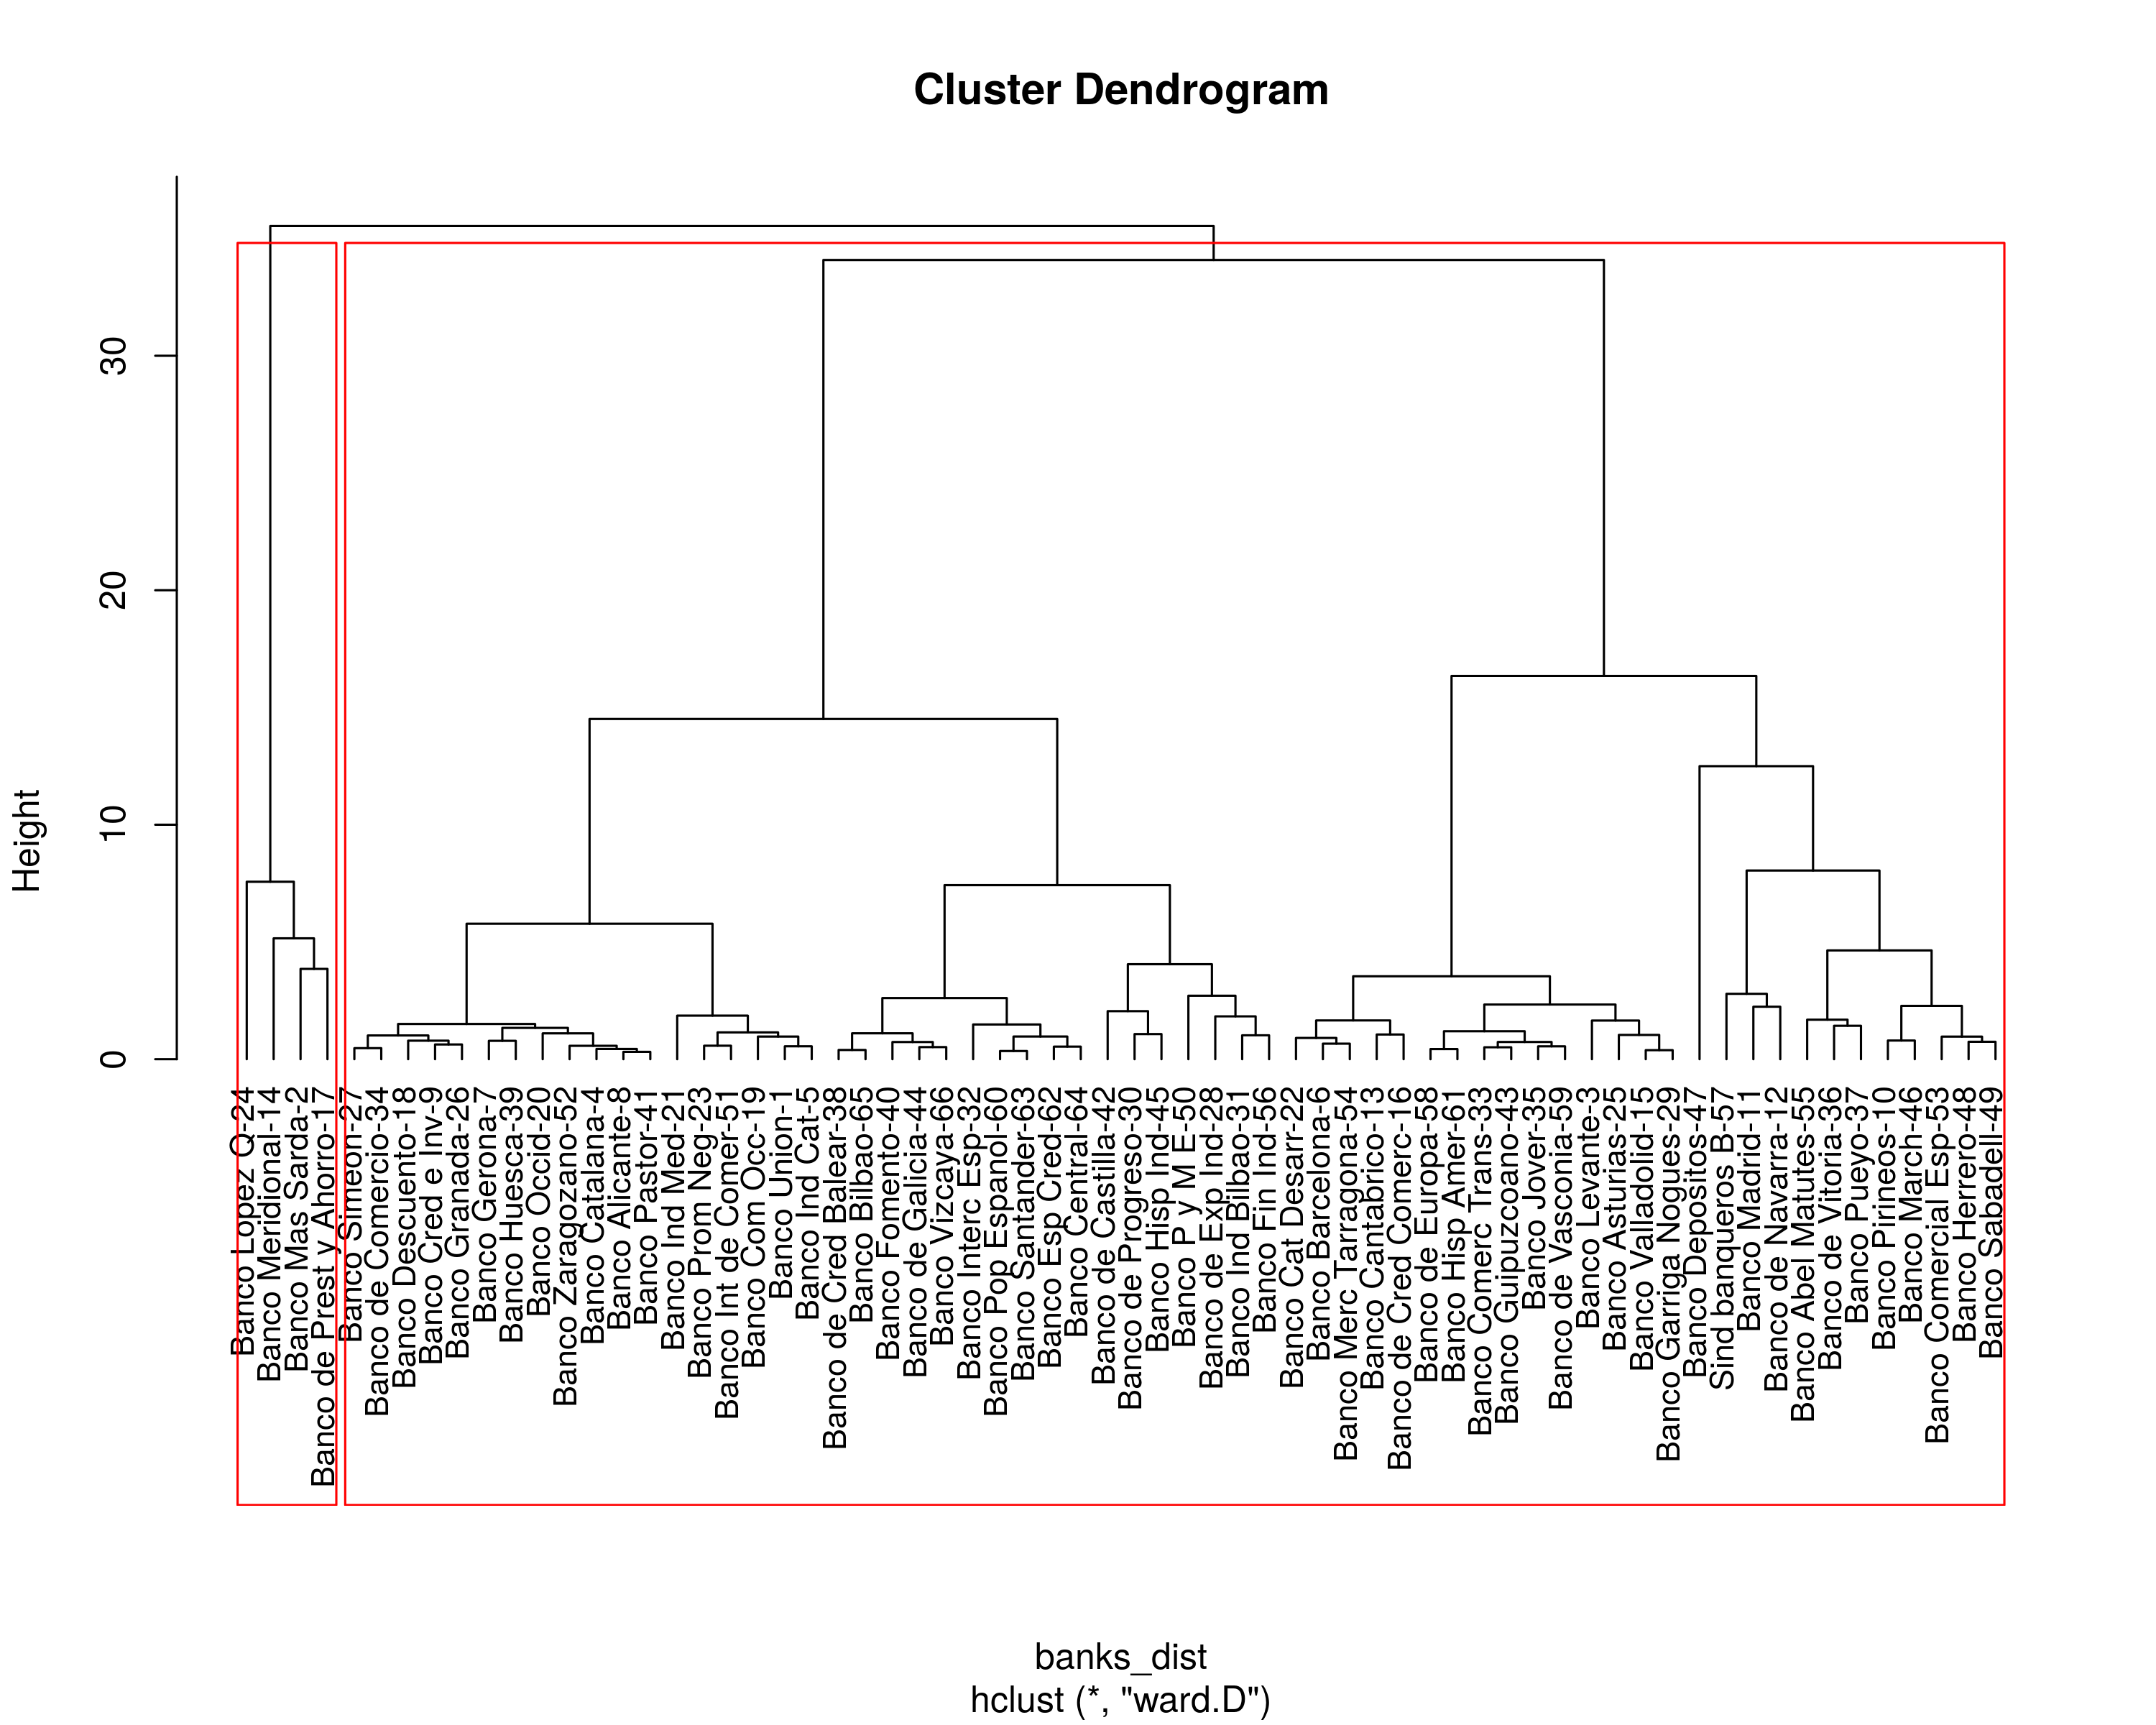 Cluster Dendrogram
Height
0
10
20
30
Banco Lopez Q-24
Banco Meridional-14
Banco Mas Sarda-2
Banco de Prest y Ahorro-17
Banco Simeon-27
Banco de Comercio-34
Banco Descuento-18
Banco Cred e Inv-9
Banco Granada-26
Banco Gerona-7
Banco Huesca-39
Banco Occid-20
Banco Zaragozano-52
Banco Catalana-4
Banco Alicante-8
Banco Pastor-41
Banco Ind Med-21
Banco Prom Neg-23
Banco Int de Comer-51
Banco Com Occ-19
Banco Union-1
Banco Ind Cat-5
Banco de Cred Balear-38
Banco Bilbao-65
Banco Fomento-40
Banco de Galicia-44
Banco Vizcaya-66
Banco Interc Esp-32
Banco Pop Espanol-60
Banco Santander-63
Banco Esp Cred-62
Banco Central-64
Banco de Castilla-42
Banco de Progreso-30
Banco Hisp Ind-45
Banco P y M E-50
Banco de Exp Ind-28
Banco Ind Bilbao-31
Banco Fin Ind-56
Banco Cat Desarr-22
Banco Barcelona-6
Banco Merc Tarragona-54
Banco Cantabrico-13
Banco de Cred Comerc-16
Banco de Europa-58
Banco Hisp Amer-61
Banco Comerc Trans-33
Banco Guipuzcoano-43
Banco Jover-35
Banco de Vasconia-59
Banco Levante-3
Banco Asturias-25
Banco Valladolid-15
Banco Garriga Nogues-29
Banco Depositos-47
Sind banqueros B-57
Banco Madrid-11
Banco de Navarra-12
Banco Abel Matutes-55
Banco de Vitoria-36
Banco Pueyo-37
Banco Pirineos-10
Banco March-46
Banco Comercial Esp-53
Banco Herrero-48
Banco Sabadell-49
banks_dist
hclust (*, "ward.D")